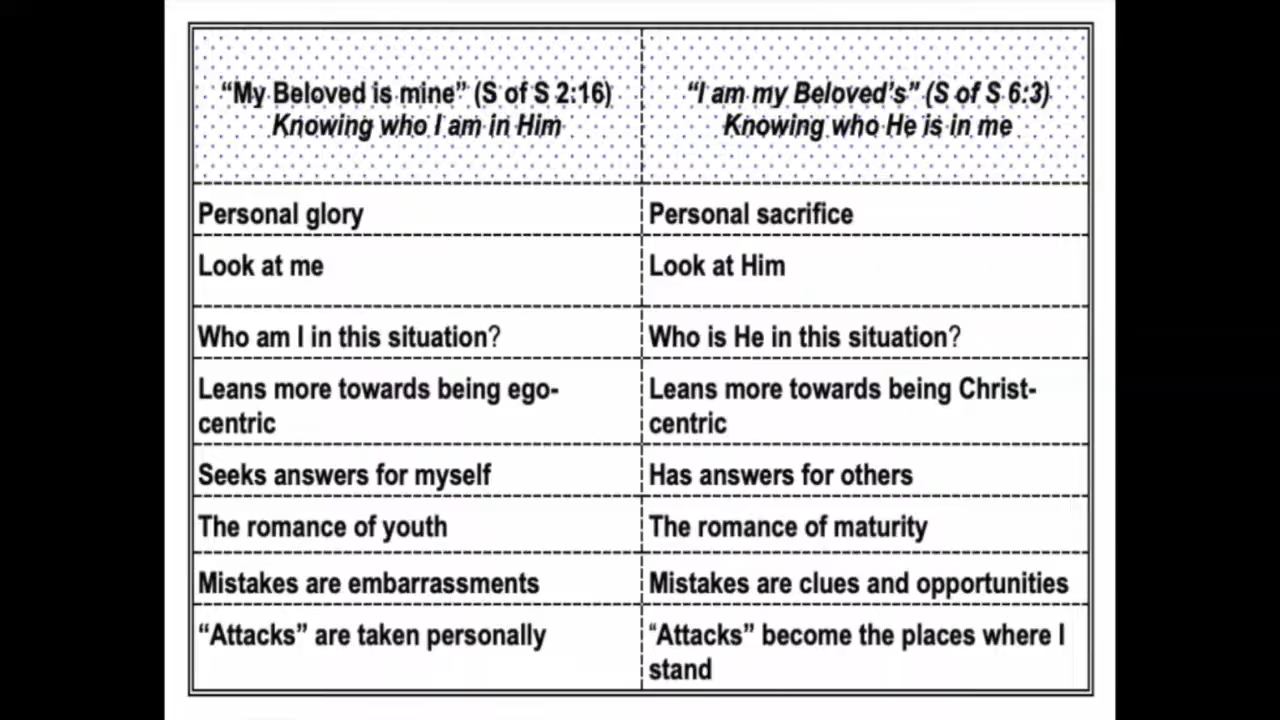 “My Beloved is mine” (S of S 2:16)
Knowing who I am in Him
“I am my Beloved’s” (S of S 6:3)
Knowing who He is in me
Personal glory
Personal sacrifice
Look at me
Look at Him
Who am I in this situation?
Who is He in this situation?
Leans more towards being ego-
centric
Leans more towards being Christ-
centric
Seeks answers for myself
Has answers for others
The romance of youth
The romance of maturity
Mistakes are embarrassments
Mistakes are clues and opportunities
“Attacks” are taken personally
“Attacks” become the places where I
stand